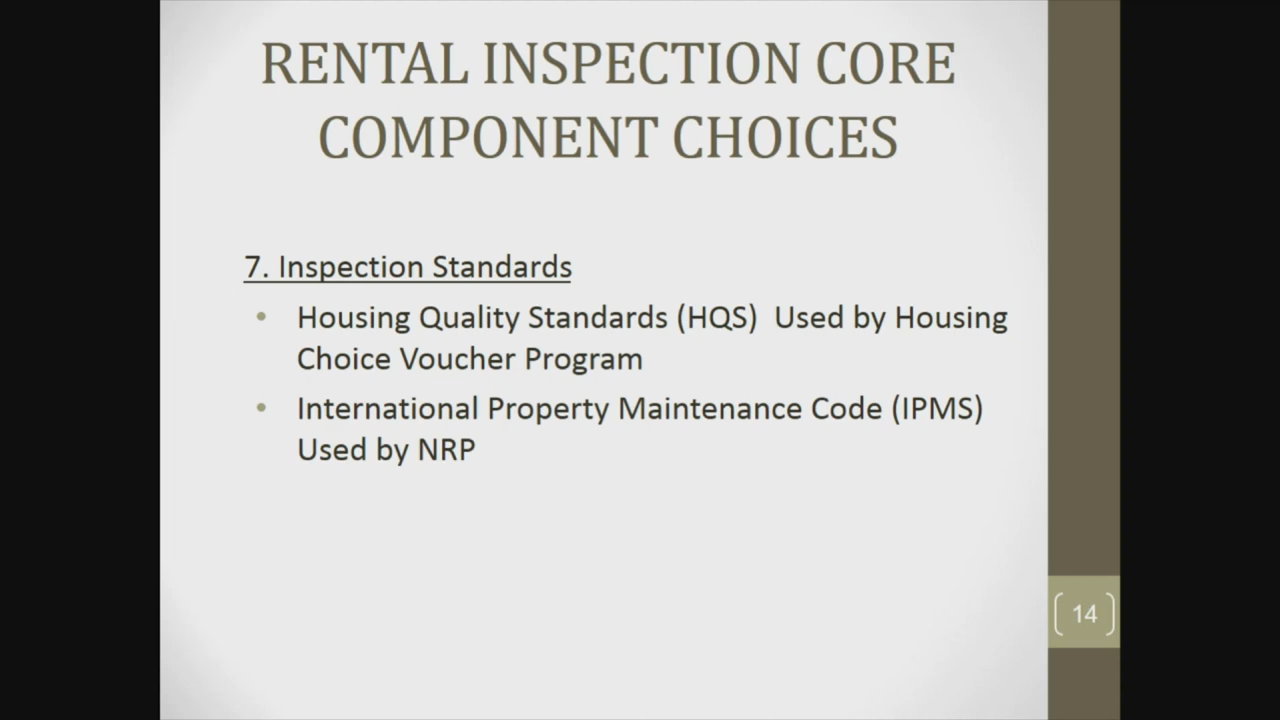 RENTAL INSPECTION CORE
COMPONENT CHOICES
7. Inspection Standards
• Housing Quality Standards (HQS)  Used by Housing
Choice Voucher Program
• International Property Maintenance Code (IPMS)
Used by NRP
14